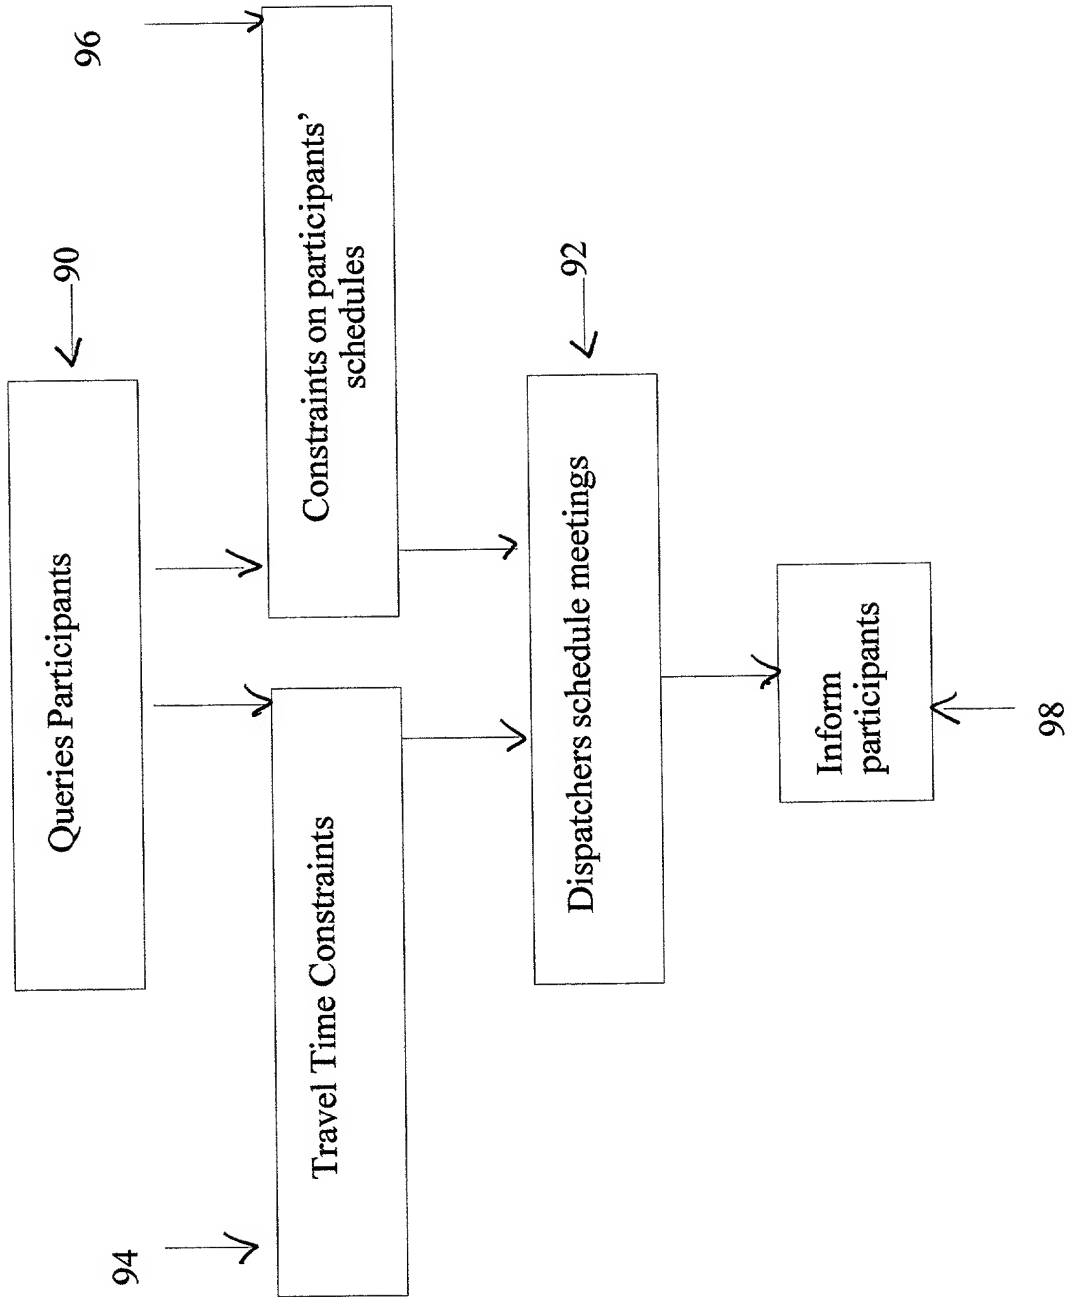 90
Queries Participants
94
Travel Time Constraints
96
Constraints on participants’
schedules
92
Dispatchers schedule meetings
Inform
participants
98